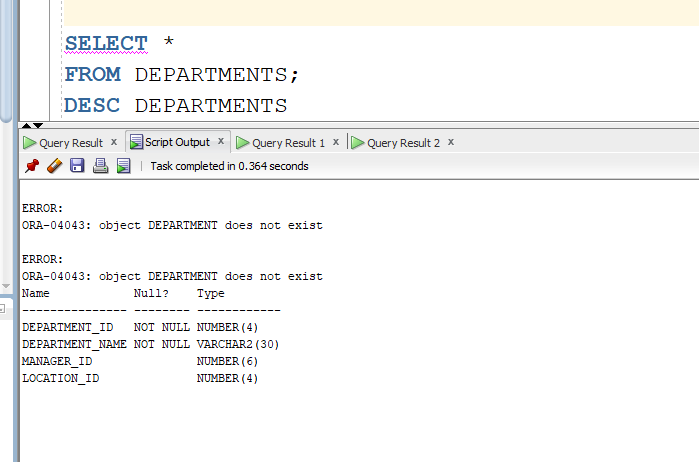 SELECT *
FROM DEPARTMENTS;
DESC DEPARTMENTS
Query Result x Script Output x Query Result 1 x Query Result 2 x
Task completed in 0.364 seconds
ERROR:
ORA-04043: object DEPARTMENT does not exist
ERROR:
ORA-04043: object DEPARTMENT does not exist
Name            Null?    Type
--------------- -------- ------------
DEPARTMENT_ID   NOT NULL NUMBER(4)
DEPARTMENT_NAME NOT NULL VARCHAR2(30)
MANAGER_ID               NUMBER(6)
LOCATION_ID              NUMBER(4)